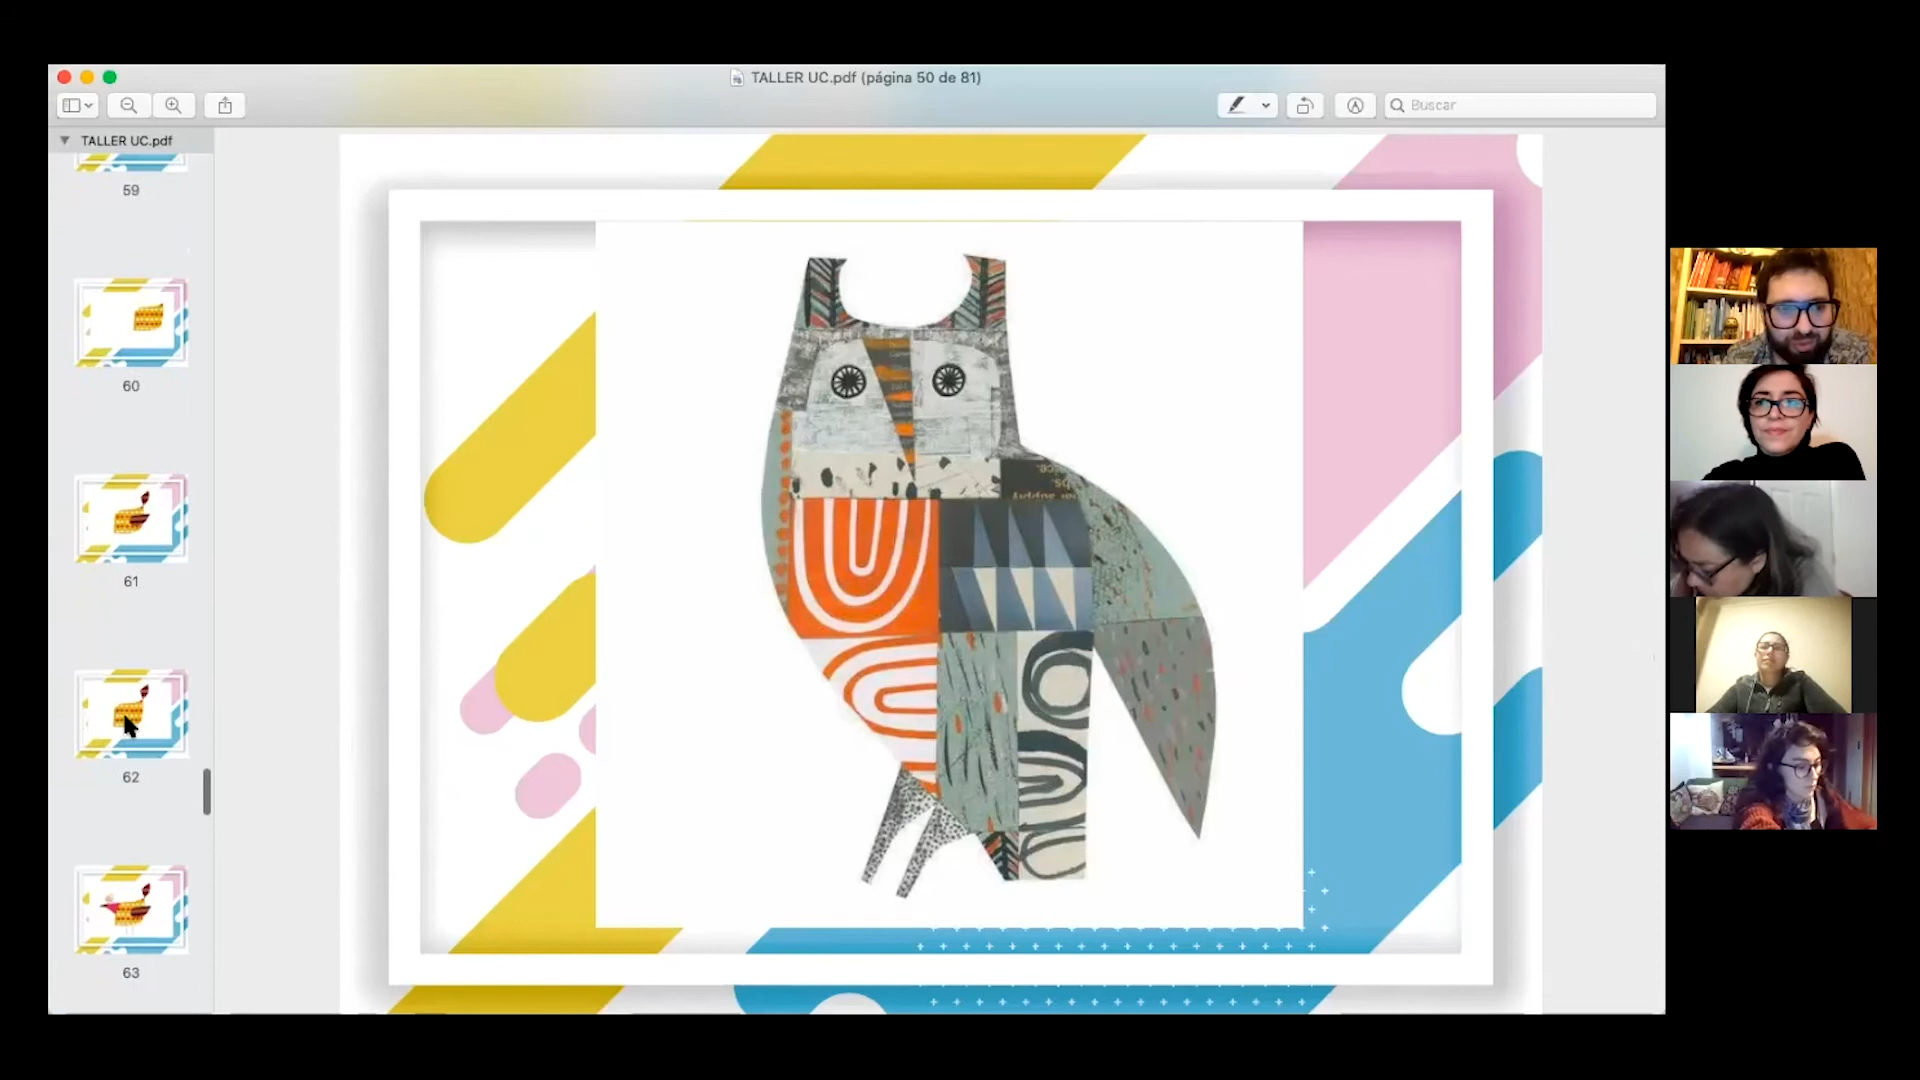 TALLER UC.pdf (página 50 de 81)
Buscar
TALLER UC.pdf
59
60
61
62
63